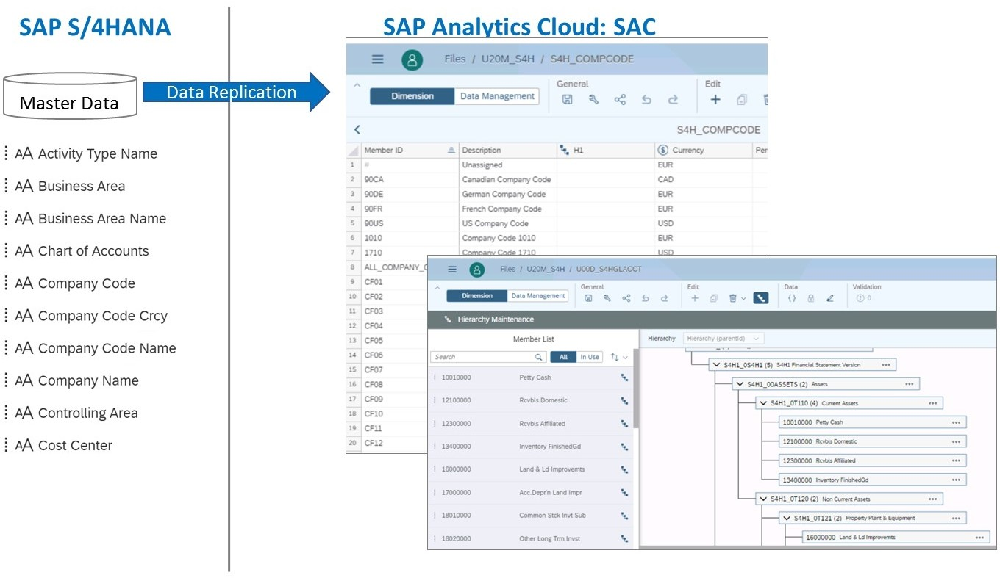 SAP S/4HANA
Master Data
Data Replication
AA Activity Type Name
AA Business Area
AA Business Area Name
AA Chart of Accounts
AA Company Code
AA Company Code Crcy
AA Company Code Name
AA Company Name
AA Controlling Area
AA Cost Center
SAP Analytics Cloud: SAC
Files / U20M_S4H / S4H_COMPCODE
General Edit
Dimension Data Management
S4H_COMPCODE
Member ID Description H1 Currency Per
1 # Unassigned EUR
2 90CA Canadian Company Code CAD
3 90DE German Company Code EUR
4 90FR French Company Code EUR
5 90US US Company Code USD
6 1010 Company Code 1010 EUR
7 1710 Company Code 1710 USD
8 ALL_COMPANY_C
9 CF01
10 CF02
11 CF03
12 CF04
13 CF05
14 CF06
15 CF07
16 CF08
17 CF09
18 CF10
19 CF11
20 CF12
Files / U20M_S4H / U00D_S4HGLACCT
General Edit Data Validation
Dimension Data Management
0
Hierarchy Maintenance
Member List
Search All In Use
10010000 Petty Cash
12100000 Rcvbls Domestic
12300000 Rcvbls Affiliated
13400000 Inventory FinishedGd
16000000 Land & Ld Improvemts
17000000 Acc.Depr'n Land Impr
18010000 Common Stck Invt Sub
18020000 Other Long Trm Invst
Hierarchy Hierarchy (parentId)
S4H1_0S4H1 (5) S4H1 Financial Statement Version
S4H1_00ASSETS (2) Assets
S4H1_0T110 (4) Current Assets
10010000 Petty Cash
12100000 Rcvbls Domestic
12300000 Rcvbls Affiliated
13400000 Inventory FinishedGd
S4H1_0T120 (2) Non Current Assets
S4H1_0T121 (2) Property Plant & Equipment
16000000 Land & Ld Improvemts